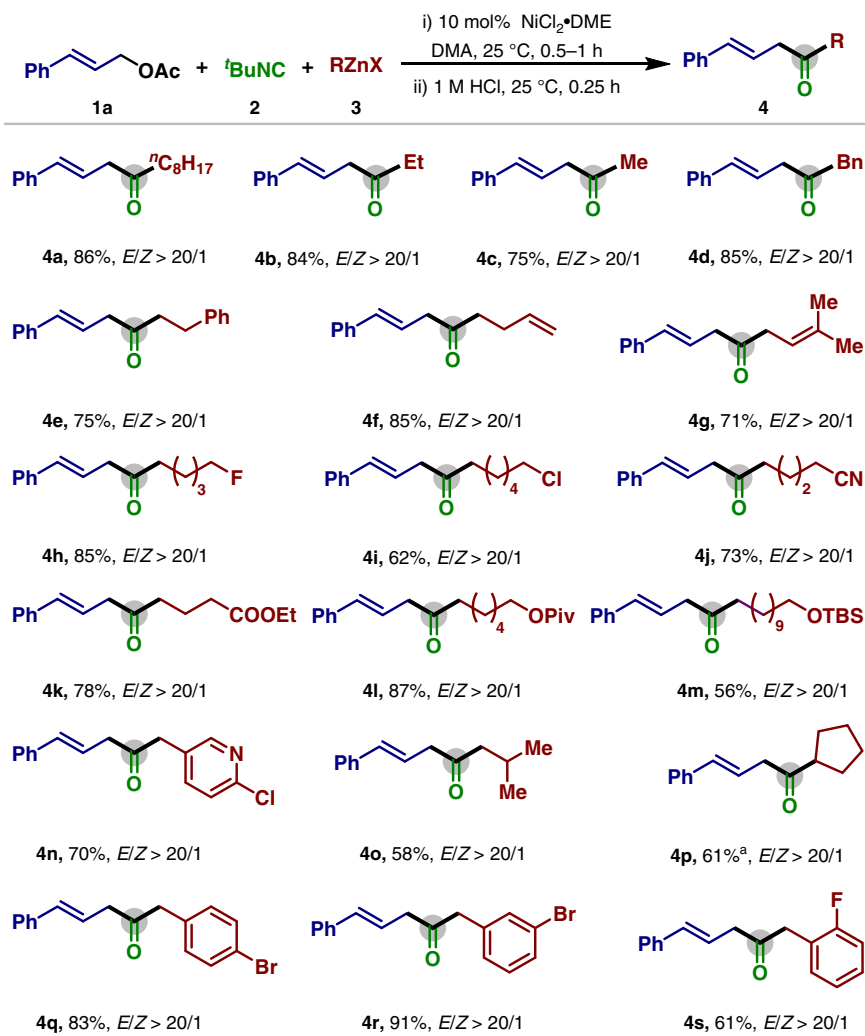 i) 10 mol% NiCl₂•DME
DMA, 25 °C, 0.5–1 h
ii) 1 M HCl, 25 °C, 0.25 h
Ph OAc + ᵗBuNC + RZnX Ph R O
1a 2 3 4
Ph ⁿC₈H₁₇ O Ph Et O Ph Me O Ph Bn O
4a, 86%, E/Z > 20/1 4b, 84%, E/Z > 20/1 4c, 75%, E/Z > 20/1 4d, 85%, E/Z > 20/1
Ph Ph O Ph O Ph Me Me O
4e, 75%, E/Z > 20/1 4f, 85%, E/Z > 20/1 4g, 71%, E/Z > 20/1
Ph ( )₃ F O Ph ( )₄ Cl O Ph ( )₂ CN O
4h, 85%, E/Z > 20/1 4i, 62%, E/Z > 20/1 4j, 73%, E/Z > 20/1
Ph COOEt O Ph ( )₄ OPiv O Ph ( )₉ OTBS O
4k, 78%, E/Z > 20/1 4l, 87%, E/Z > 20/1 4m, 56%, E/Z > 20/1
Ph N Cl O Ph Me Me O Ph O
4n, 70%, E/Z > 20/1 4o, 58%, E/Z > 20/1 4p, 61%ᵃ, E/Z > 20/1
Ph Br O Ph Br O Ph F O
4q, 83%, E/Z > 20/1 4r, 91%, E/Z > 20/1 4s, 61%, E/Z > 20/1